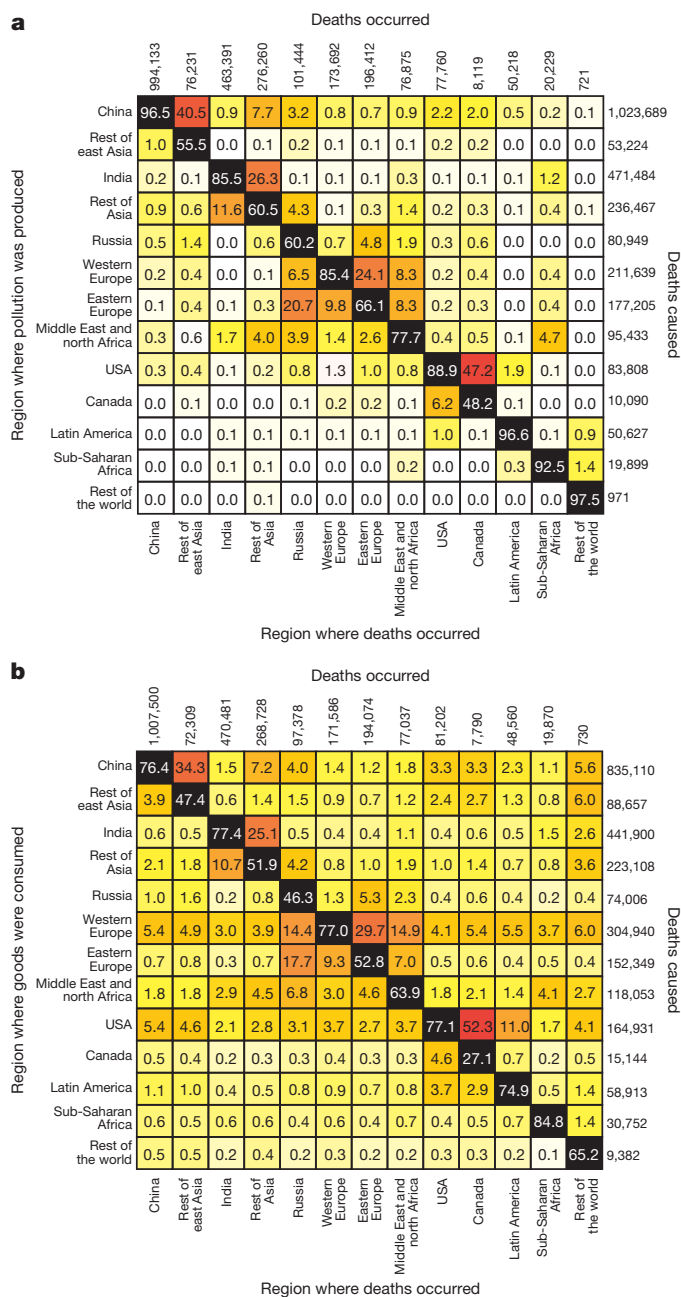 a
Deaths occurred
994,133 76,231 463,391 276,260 101,444 173,692 196,412 76,875 77,760 8,119 50,218 20,229 721
Region where pollution was produced
China 96.5 40.5 0.9 7.7 3.2 0.8 0.7 0.9 2.2 2.0 0.5 0.2 0.1 1,023,689
Rest of
east Asia 1.0 55.5 0.0 0.1 0.2 0.1 0.1 0.1 0.2 0.2 0.0 0.0 0.0 53,224
India 0.2 0.1 85.5 26.3 0.1 0.1 0.1 0.3 0.1 0.1 0.1 1.2 0.0 471,484
Rest of
Asia 0.9 0.6 11.6 60.5 4.3 0.1 0.3 1.4 0.2 0.3 0.1 0.4 0.1 236,467
Russia 0.5 1.4 0.0 0.6 60.2 0.7 4.8 1.9 0.3 0.6 0.0 0.0 0.0 80,949
Western
Europe 0.2 0.4 0.0 0.1 6.5 85.4 24.1 8.3 0.2 0.4 0.0 0.4 0.0 211,639
Eastern
Europe 0.1 0.4 0.1 0.3 20.7 9.8 66.1 8.3 0.2 0.3 0.0 0.4 0.0 177,205
Middle East and
north Africa 0.3 0.6 1.7 4.0 3.9 1.4 2.6 77.7 0.4 0.5 0.1 4.7 0.0 95,433
USA 0.3 0.4 0.1 0.2 0.8 1.3 1.0 0.8 88.9 47.2 1.9 0.1 0.0 83,808
Canada 0.0 0.1 0.0 0.0 0.1 0.2 0.2 0.1 6.2 48.2 0.1 0.0 0.0 10,090
Latin America 0.0 0.0 0.1 0.1 0.1 0.1 0.1 0.1 1.0 0.1 96.6 0.1 0.9 50,627
Sub-Saharan
Africa 0.0 0.0 0.1 0.1 0.0 0.0 0.0 0.2 0.0 0.0 0.3 92.5 1.4 19,899
Rest of
the world 0.0 0.0 0.0 0.1 0.0 0.0 0.0 0.0 0.0 0.0 0.0 0.0 97.5 971
Deaths caused
China
Rest of
east Asia
India
Rest of
Asia
Russia
Western
Europe
Eastern
Europe
Middle East and
north Africa
USA
Canada
Latin America
Sub-Saharan
Africa
Rest of
the world
Region where deaths occurred
b
Deaths occurred
1,007,500 72,309 470,481 268,728 97,378 171,586 194,074 77,037 81,202 7,790 48,560 19,870 730
Region where goods were consumed
China 76.4 34.3 1.5 7.2 4.0 1.4 1.2 1.8 3.3 3.3 2.3 1.1 5.6 835,110
Rest of
east Asia 3.9 47.4 0.6 1.4 1.5 0.9 0.7 1.2 2.4 2.7 1.3 0.8 6.0 88,657
India 0.6 0.5 77.4 25.1 0.5 0.4 0.4 1.1 0.4 0.6 0.5 1.5 2.6 441,900
Rest of
Asia 2.1 1.8 10.7 51.9 4.2 0.8 1.0 1.9 1.0 1.4 0.7 0.8 3.6 223,108
Russia 1.0 1.6 0.2 0.8 46.3 1.3 5.3 2.3 0.4 0.6 0.4 0.2 0.4 74,006
Western
Europe 5.4 4.9 3.0 3.9 14.4 77.0 29.7 14.9 4.1 5.4 5.5 3.7 6.0 304,940
Eastern
Europe 0.7 0.8 0.3 0.7 17.7 9.3 52.8 7.0 0.5 0.6 0.4 0.5 0.4 152,349
Middle East and
north Africa 1.8 1.8 2.9 4.5 6.8 3.0 4.6 63.9 1.8 2.1 1.4 4.1 2.7 118,053
USA 5.4 4.6 2.1 2.8 3.1 3.7 2.7 3.7 77.1 52.3 11.0 1.7 4.1 164,931
Canada 0.5 0.4 0.2 0.3 0.3 0.4 0.3 0.3 4.6 27.1 0.7 0.2 0.5 15,144
Latin America 1.1 1.0 0.4 0.5 0.8 0.9 0.7 0.8 3.7 2.9 74.9 0.5 1.4 58,913
Sub-Saharan
Africa 0.6 0.5 0.6 0.6 0.4 0.6 0.4 0.7 0.4 0.5 0.7 84.8 1.4 30,752
Rest of
the world 0.5 0.5 0.2 0.4 0.2 0.3 0.2 0.2 0.3 0.3 0.2 0.1 65.2 9,382
Deaths caused
China
Rest of
east Asia
India
Rest of
Asia
Russia
Western
Europe
Eastern
Europe
Middle East and
north Africa
USA
Canada
Latin America
Sub-Saharan
Africa
Rest of
the world
Region where deaths occurred